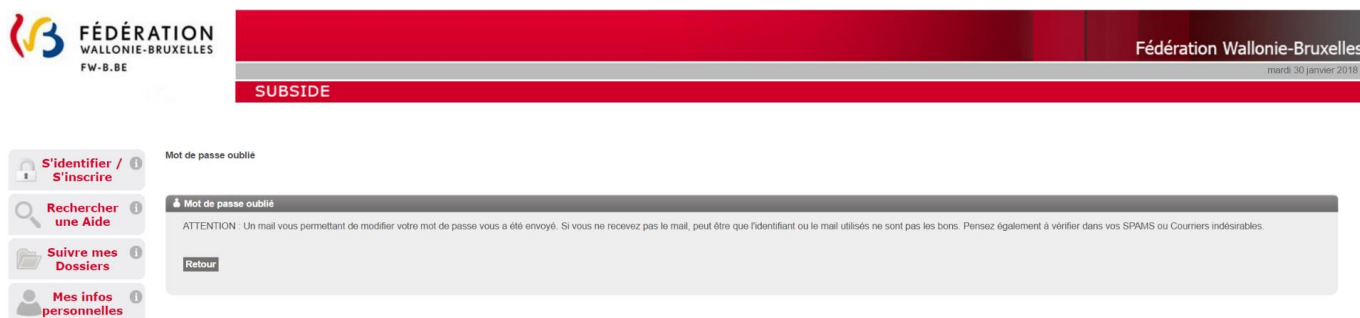 FÉDÉRATION
WALLONIE-BRUXELLES
FW-B.BE
Fédération Wallonie-Bruxelles
mardi 30 janvier 2018
SUBSIDE
S'identifier /
S'inscrire
Rechercher
une Aide
Suivre mes
Dossiers
Mes infos
personnelles
Mot de passe oublié
Mot de passe oublié
ATTENTION : Un mail vous permettant de modifier votre mot de passe vous a été envoyé. Si vous ne recevez pas le mail, peut être que l'identifiant ou le mail utilisés ne sont pas les bons. Pensez également à vérifier dans vos SPAMS ou Courriers indésirables.
Retour